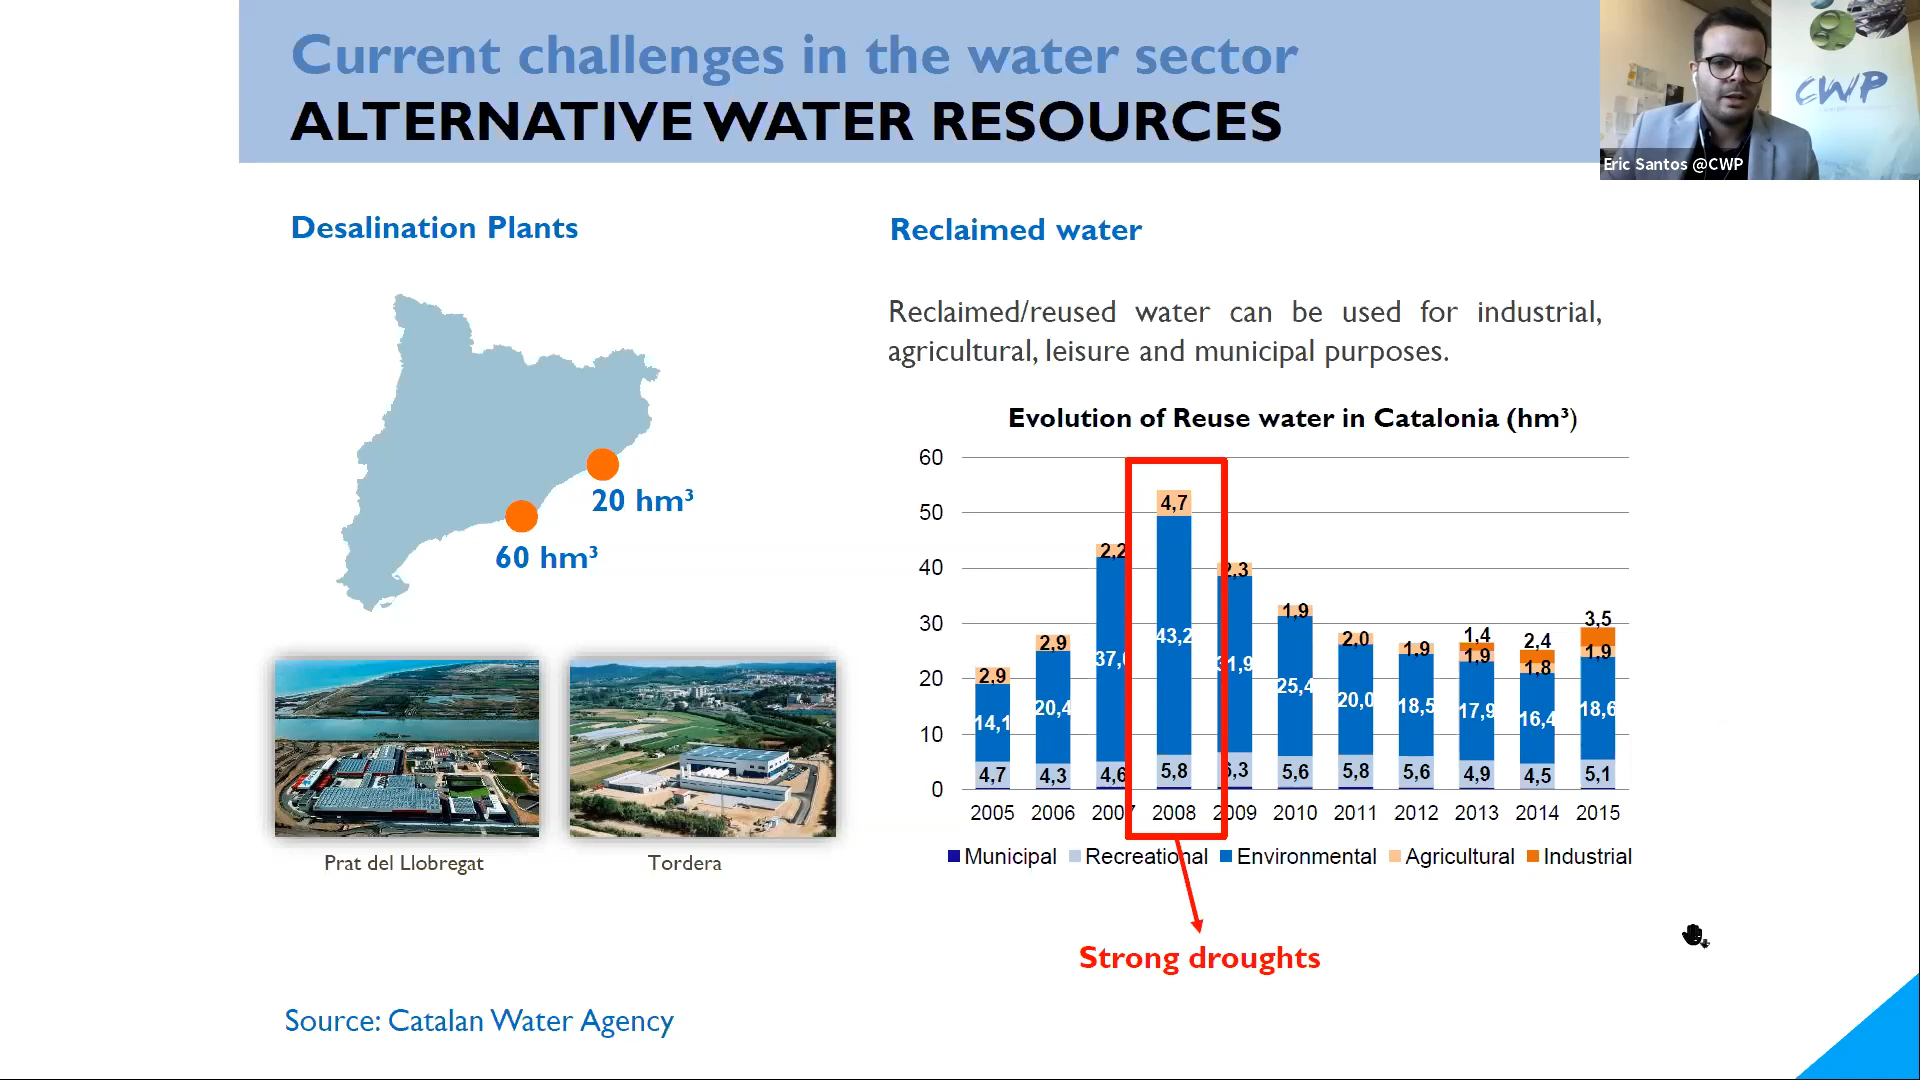 Current challenges in the water sector
ALTERNATIVE WATER RESOURCES
CWP
Eric Santos @CWP
Desalination Plants
20 hm³
60 hm³
Prat del Llobregat
Tordera
Reclaimed water
Reclaimed/reused water can be used for industrial,
agricultural, leisure and municipal purposes.
Evolution of Reuse water in Catalonia (hm³)
60
50
40
30
20
10
0
2,9 2,9 2,2 4,7 2,3 1,9 2,0 1,9 1,4 2,4 3,5
1,9 1,8 1,9
14,1 20,4 43,2 31,9 25,4 20,0 18,5 17,9 16,4 18,6
4,7 4,3 4,6 5,8 6,3 5,6 5,8 5,6 4,9 4,5 5,1
2005 2006 2007 2008 2009 2010 2011 2012 2013 2014 2015
Municipal Recreational Environmental Agricultural Industrial
Strong droughts
Source: Catalan Water Agency